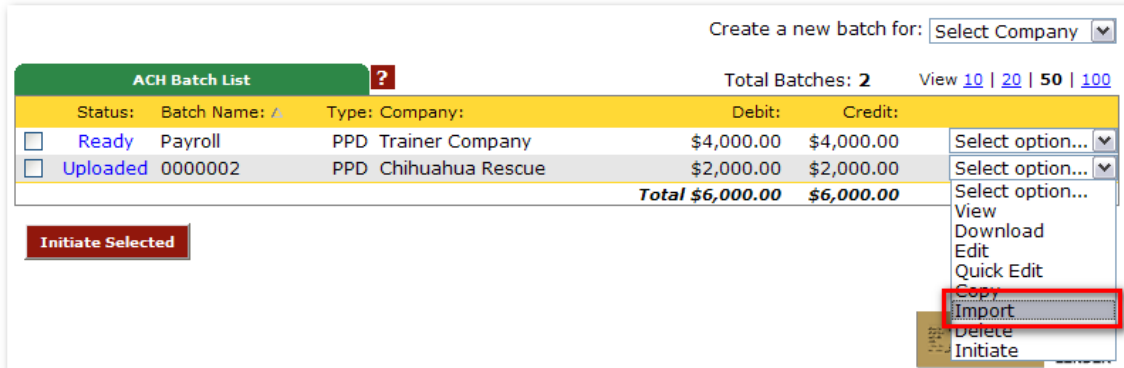 Create a new batch for: Select Company
ACH Batch List ? Total Batches: 2 View 10 | 20 | 50 | 100
Status: Batch Name: Type: Company: Debit: Credit:
Ready Payroll PPD Trainer Company $4,000.00 $4,000.00 Select option...
Uploaded 0000002 PPD Chihuahua Rescue $2,000.00 $2,000.00 Select option...
Total $6,000.00 $6,000.00
Select option...
View
Download
Edit
Quick Edit
Copy
Import
Delete
Initiate
Initiate Selected